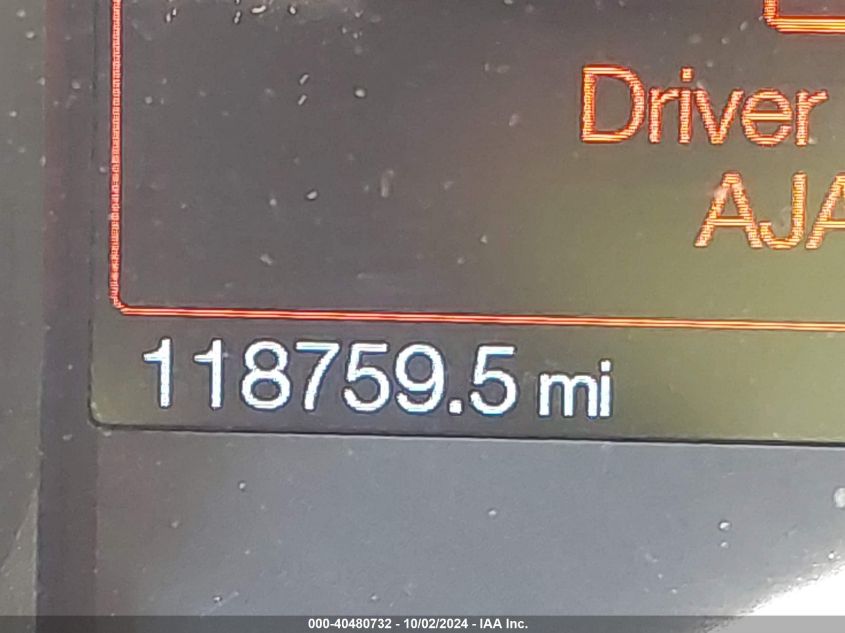 Driver
AJA
118759.5 mi
000-40480732 - 10/02/2024 - IAA Inc.